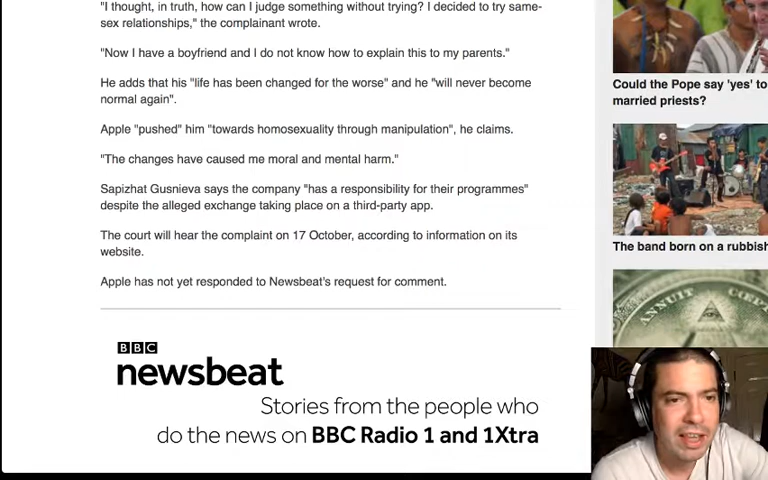 "I thought, in truth, how can I judge something without trying? I decided to try same-
sex relationships," the complainant wrote.
"Now I have a boyfriend and I do not know how to explain this to my parents."
He adds that his "life has been changed for the worse" and he "will never become
normal again".
Apple "pushed" him "towards homosexuality through manipulation", he claims.
"The changes have caused me moral and mental harm."
Sapizhat Gusnieva says the company "has a responsibility for their programmes"
despite the alleged exchange taking place on a third-party app.
The court will hear the complaint on 17 October, according to information on its
website.
Apple has not yet responded to Newsbeat's request for comment.
BBC
newsbeat
Stories from the people who
do the news on BBC Radio 1 and 1Xtra
Could the Pope say 'yes' to
married priests?
The band born on a rubbish
ANNUIT CŒPT